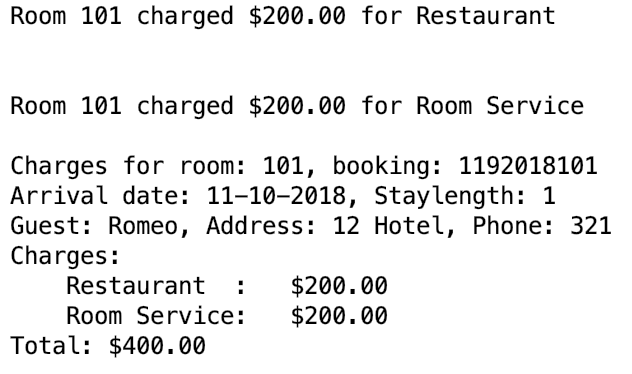 Room 101 charged $200.00 for Restaurant
Room 101 charged $200.00 for Room Service
Charges for room: 101, booking: 1192018101
Arrival date: 11-10-2018, Staylength: 1
Guest: Romeo, Address: 12 Hotel, Phone: 321
Charges:
    Restaurant  :   $200.00
    Room Service:   $200.00
Total: $400.00